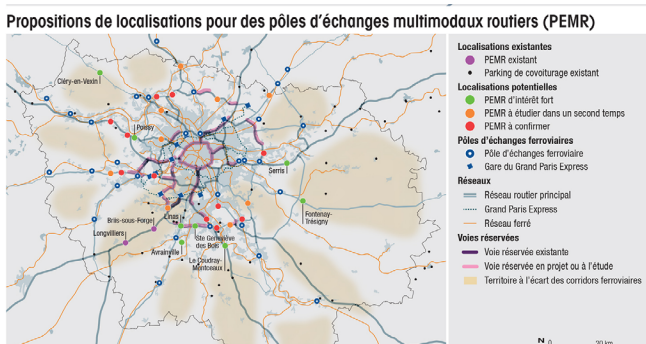 Propositions de localisations pour des pôles d'échanges multimodaux routiers (PEMR)
Cléry-en-Vexin
Poissy
Serris
Fontenay-
Trésigny
Briis-sous-Forges
Linas
Longvilliers
Ste Geneviève
des Bois
Avrainville
Le Coudray-
Montceaux
Localisations existantes
PEMR existant
Parking de covoiturage existant
Localisations potentielles
PEMR d'intérêt fort
PEMR à étudier dans un second temps
PEMR à confirmer
Pôles d'échanges ferroviaires
Pôle d'échanges ferroviaire
Gare du Grand Paris Express
Réseaux
Réseau routier principal
Grand Paris Express
Réseau ferré
Voies réservées
Voie réservée existante
Voie réservée en projet ou à l'étude
Territoire à l'écart des corridors ferroviaires
N 0 20 km